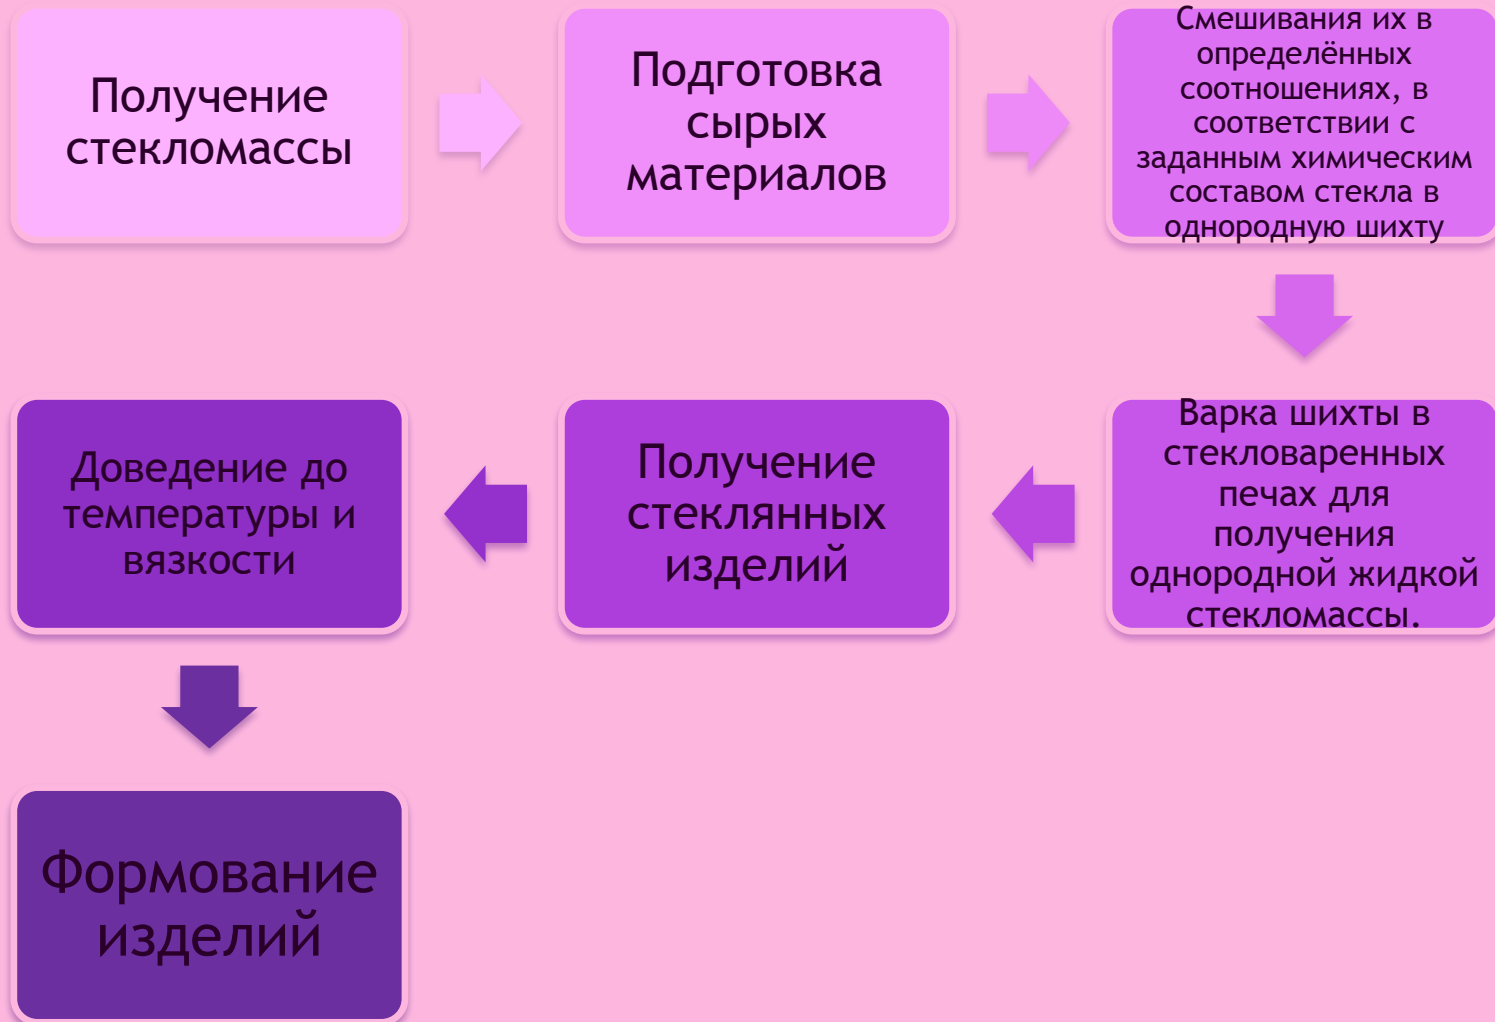 Получение
стекломассы
Подготовка
сырых
материалов
Смешивания их в
определённых
соотношениях, в
соответствии с
заданным химическим
составом стекла в
однородную шихту
Варка шихты в
стекловаренных
печах для
получения
однородной жидкой
стекломассы.
Получение
стеклянных
изделий
Доведение до
температуры и
вязкости
Формование
изделий